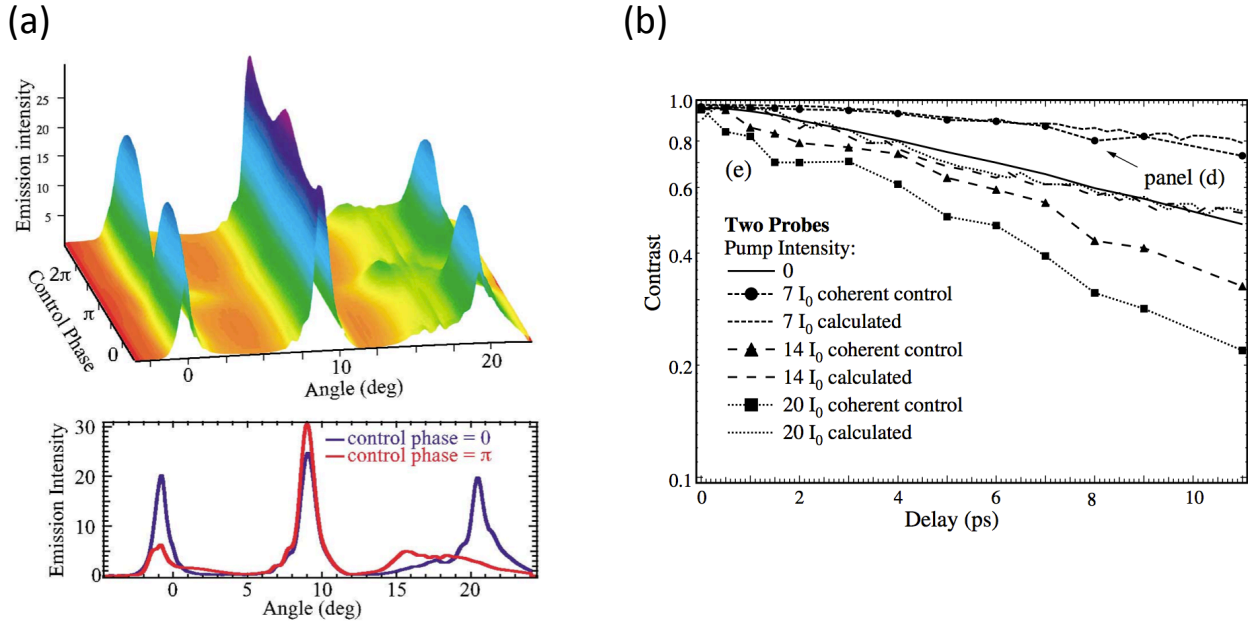 (a)
Emission intensity
25
20
15
10
5
2π
π
0
Control Phase
0
10
20
Angle (deg)
30
20
10
0
Emission Intensity
control phase = 0
control phase = π
0
5
10
15
20
Angle (deg)
(b)
1.0
0.8
0.6
0.4
0.2
0.1
Contrast
(e)
panel (d)
Two Probes
Pump Intensity:
0
7 I₀ coherent control
7 I₀ calculated
14 I₀ coherent control
14 I₀ calculated
20 I₀ coherent control
20 I₀ calculated
0
2
4
6
8
10
Delay (ps)